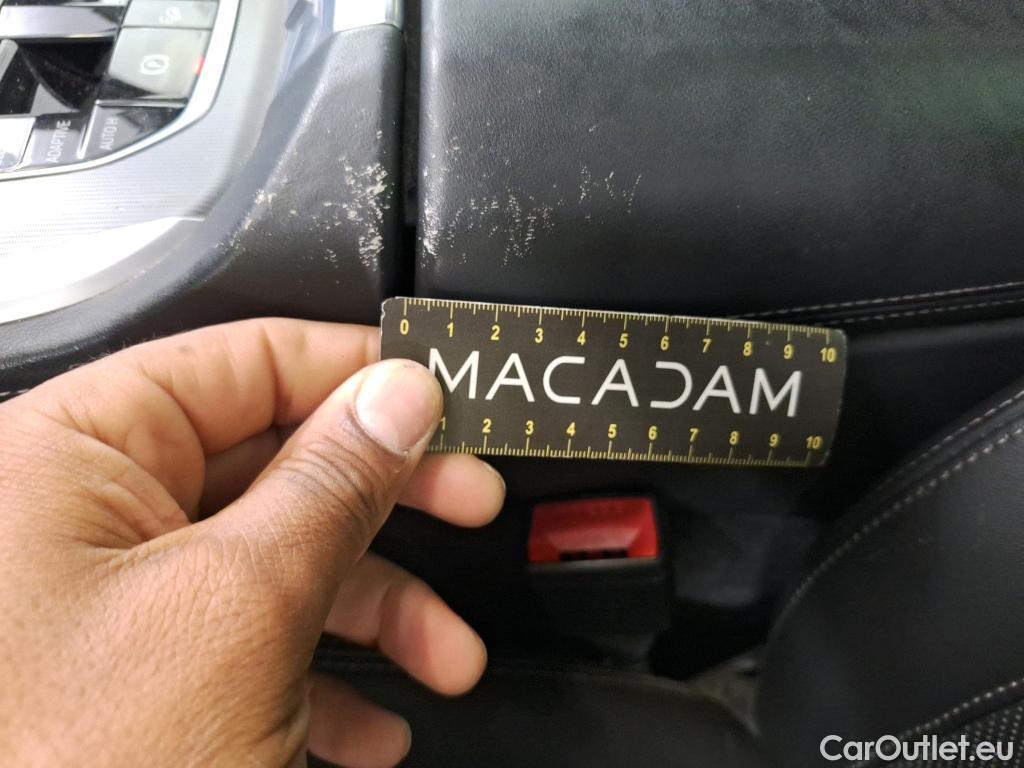 ADAPTIVE
AUTO H
0 1 2 3 4 5 6 7 8 9 10
MACADAM
1 2 3 4 5 6 7 8 9 10
CarOutlet.eu